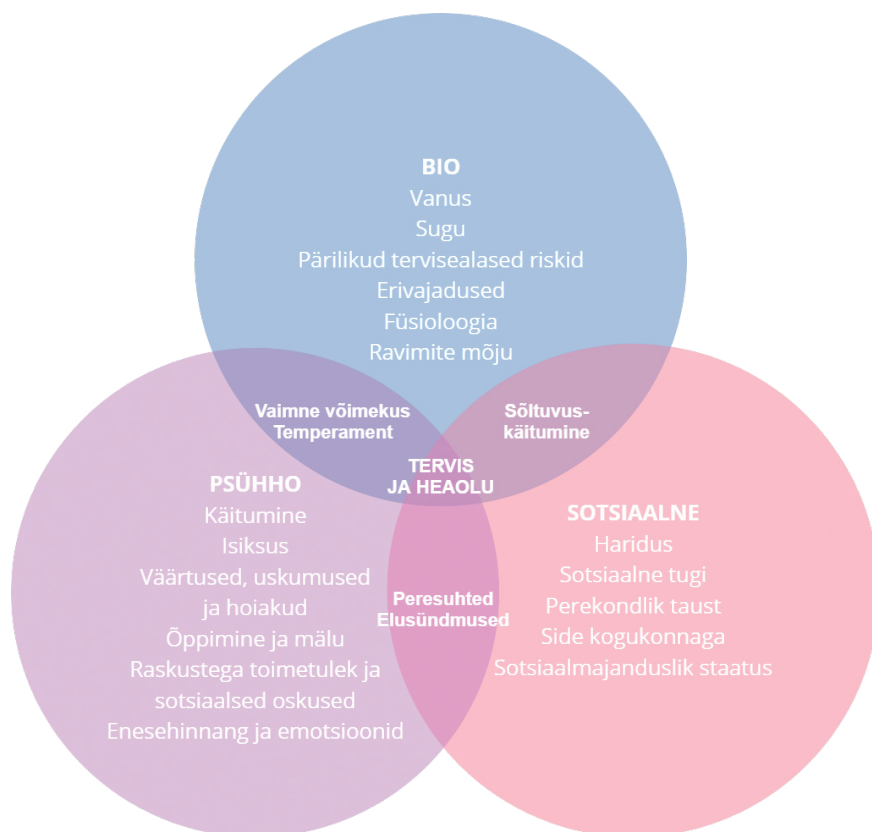 BIO
Vanus
Sugu
Pärilikud tervisealased riskid
Erivajadused
Füsioloogia
Ravimite mõju
Vaimne võimekus
Temperament
Sõltuvus-
käitumine
TERVIS
JA HEAOLU
PSÜHHO
Käitumine
Isiksus
Väärtused, uskumused
ja hoiakud
Õppimine ja mälu
Raskustega toimetulek ja
sotsiaalsed oskused
Enesehinnang ja emotsioonid
Peresuhted
Elusündmused
SOTSIAALNE
Haridus
Sotsiaalne tugi
Perekondlik taust
Side kogukonnaga
Sotsiaalmajanduslik staatus